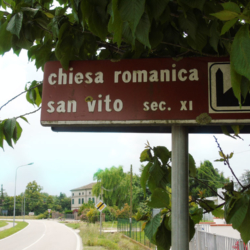 chiesa romanica
san vito sec. XI